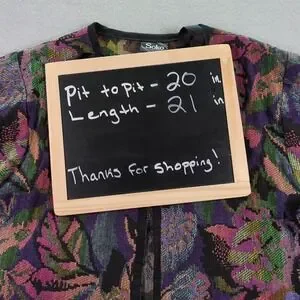 Pit to pit - 20 in
Length - 21 in
Thanks for shopping!